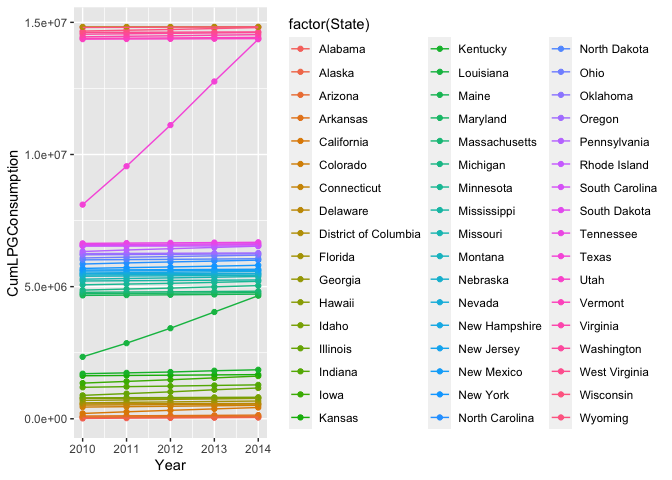 CumLPGConsumption
1.5e+07
1.0e+07
5.0e+06
0.0e+00
2010
2011
2012
2013
2014
Year
factor(State)
Alabama
Alaska
Arizona
Arkansas
California
Colorado
Connecticut
Delaware
District of Columbia
Florida
Georgia
Hawaii
Idaho
Illinois
Indiana
Iowa
Kansas
Kentucky
Louisiana
Maine
Maryland
Massachusetts
Michigan
Minnesota
Mississippi
Missouri
Montana
Nebraska
Nevada
New Hampshire
New Jersey
New Mexico
New York
North Carolina
North Dakota
Ohio
Oklahoma
Oregon
Pennsylvania
Rhode Island
South Carolina
South Dakota
Tennessee
Texas
Utah
Vermont
Virginia
Washington
West Virginia
Wisconsin
Wyoming